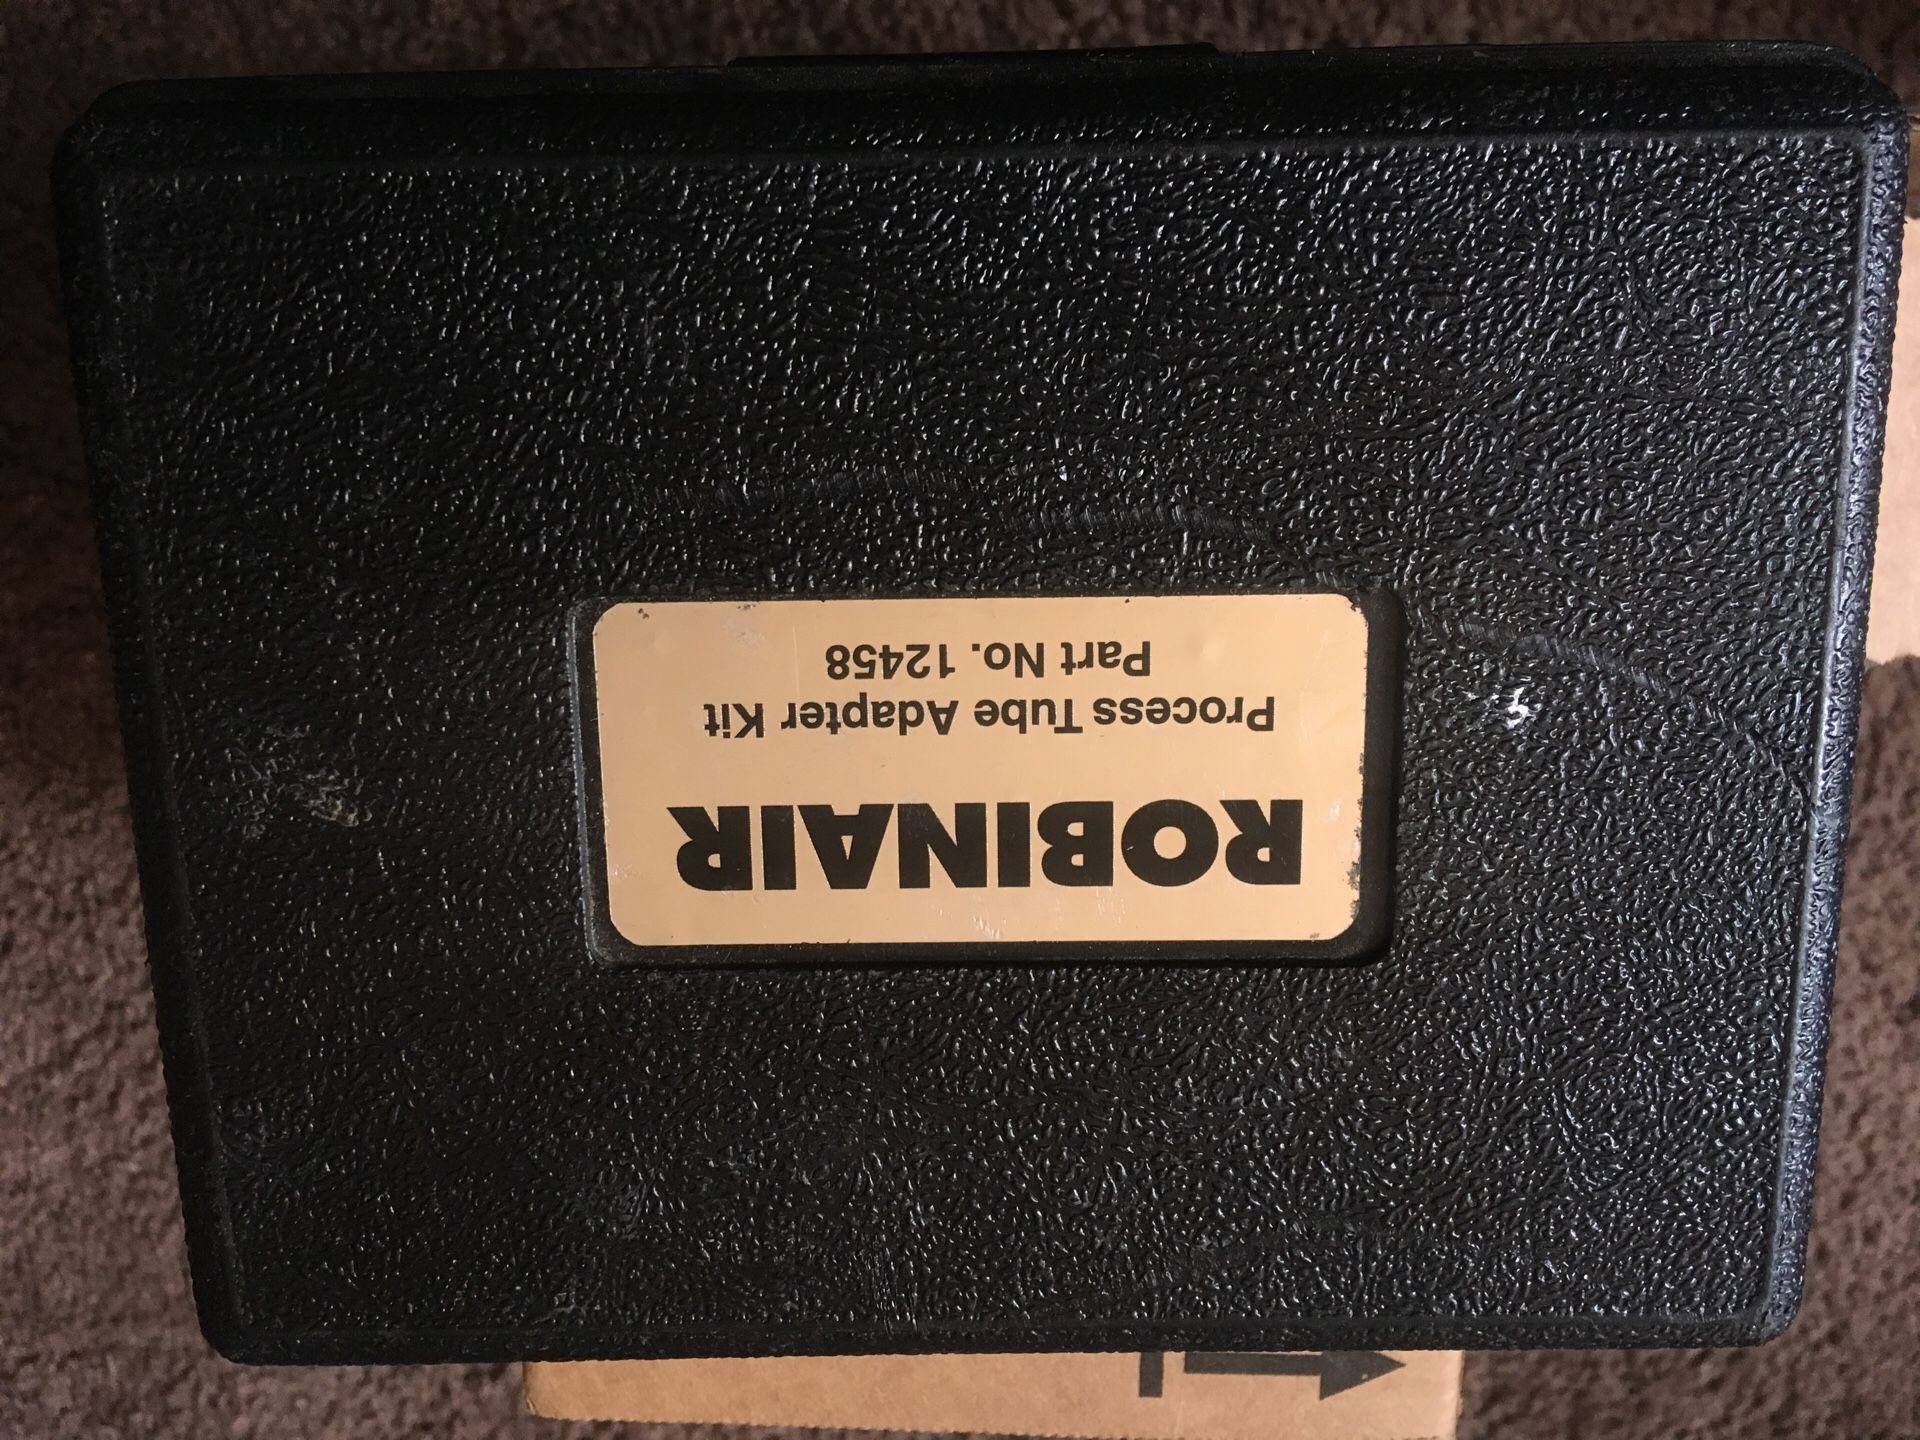 ROBINAIR
Process Tube Adapter Kit
Part No. 12458